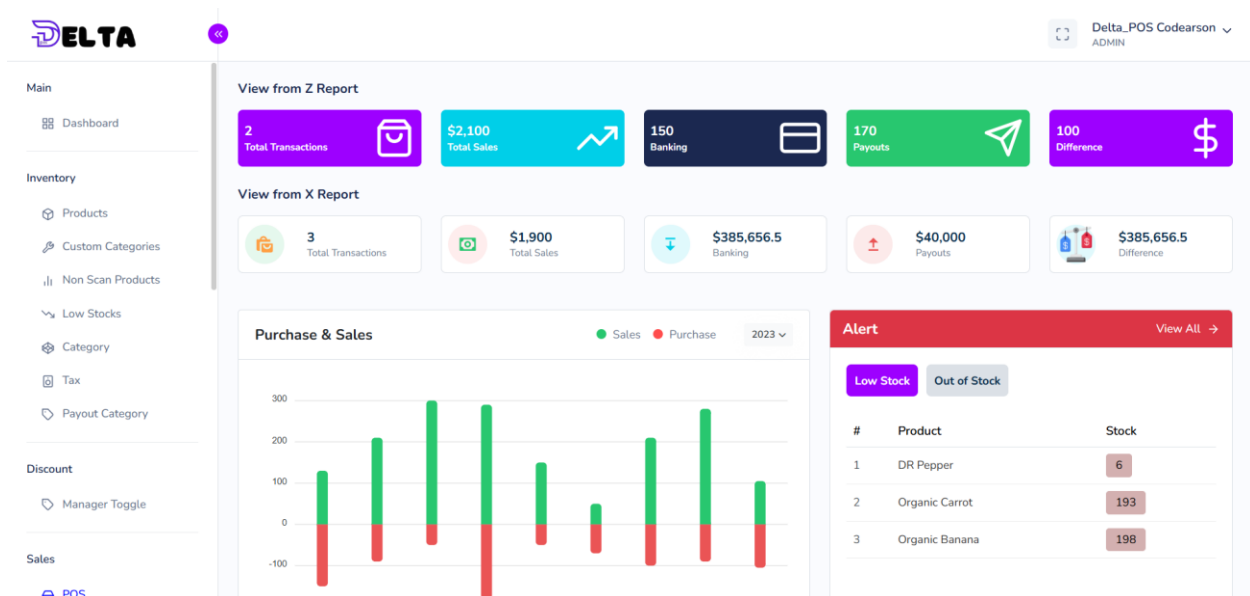 DELTA
Delta_POS Codearson
ADMIN
Main
Dashboard
Inventory
Products
Custom Categories
Non Scan Products
Low Stocks
Category
Tax
Payout Category
Discount
Manager Toggle
Sales
POS
View from Z Report
2
Total Transactions
$2,100
Total Sales
150
Banking
170
Payouts
100
Difference
View from X Report
3
Total Transactions
$1,900
Total Sales
$385,656.5
Banking
$40,000
Payouts
$385,656.5
Difference
Purchase & Sales
Sales
Purchase
2023
300
200
100
0
-100
Alert
View All
Low Stock
Out of Stock
# Product Stock
1 DR Pepper 6
2 Organic Carrot 193
3 Organic Banana 198